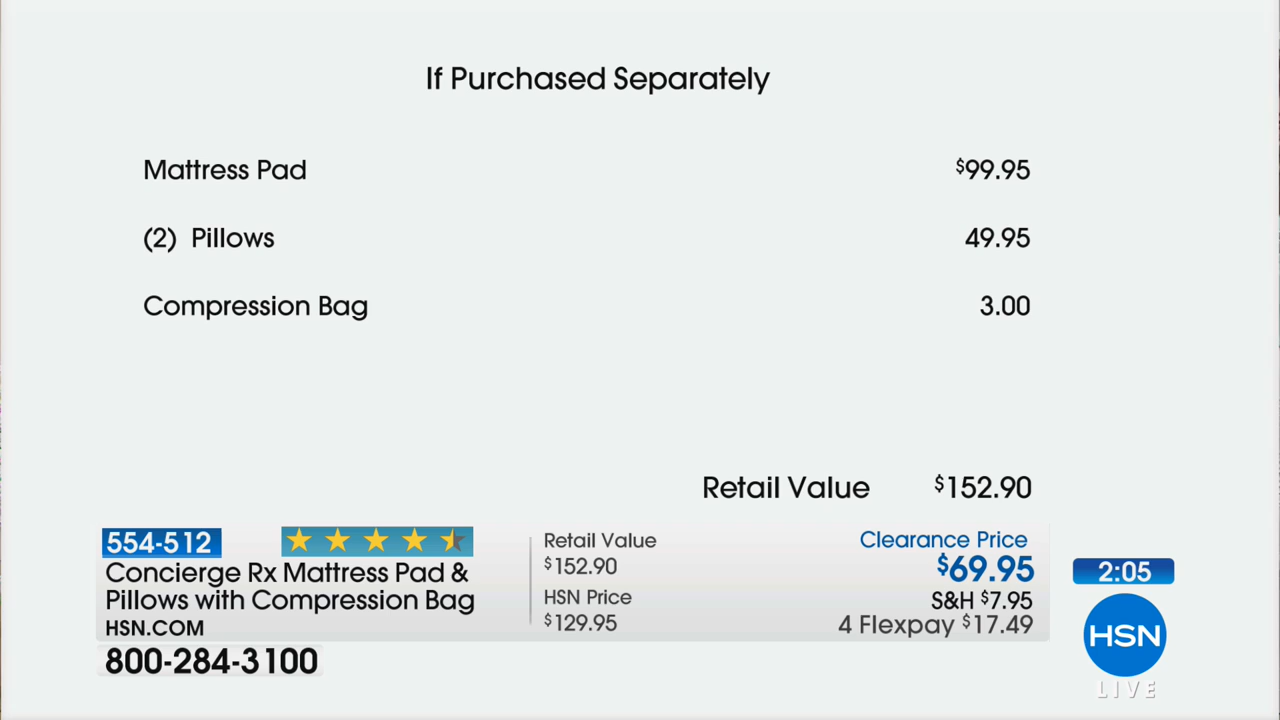 If Purchased Separately
Mattress Pad $99.95
(2) Pillows 49.95
Compression Bag 3.00
Retail Value $152.90
554-512
Concierge Rx Mattress Pad &
Pillows with Compression Bag
HSN.COM
800-284-3100
Retail Value
$152.90
HSN Price
$129.95
Clearance Price
$69.95
S&H $7.95
4 Flexpay $17.49
2:05
HSN
LIVE